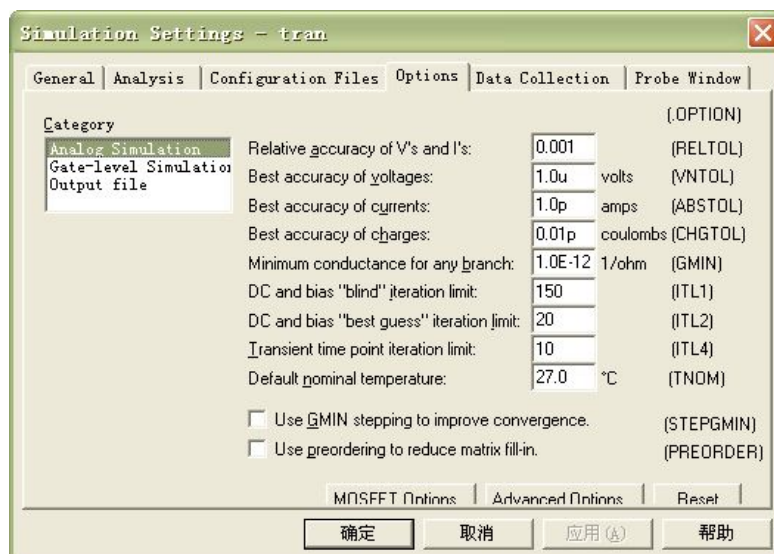 Simulation Settings - tran
General Analysis Configuration Files Options Data Collection Probe Window
(.OPTION)
Category
Analog Simulation
Gate-level Simulation
Output file
Relative accuracy of V's and I's: 0.001 (RELTOL)
Best accuracy of voltages: 1.0u volts (VNTOL)
Best accuracy of currents: 1.0p amps (ABSTOL)
Best accuracy of charges: 0.01p coulombs (CHGTOL)
Minimum conductance for any branch: 1.0E-12 1/ohm (GMIN)
DC and bias "blind" iteration limit: 150 (ITL1)
DC and bias "best guess" iteration limit: 20 (ITL2)
Transient time point iteration limit: 10 (ITL4)
Default nominal temperature: 27.0 °C (TNOM)
Use GMIN stepping to improve convergence. (STEPGMIN)
Use preordering to reduce matrix fill-in. (PREORDER)
MOSFET Options Advanced Options Reset
确定 取消 应用(A) 帮助